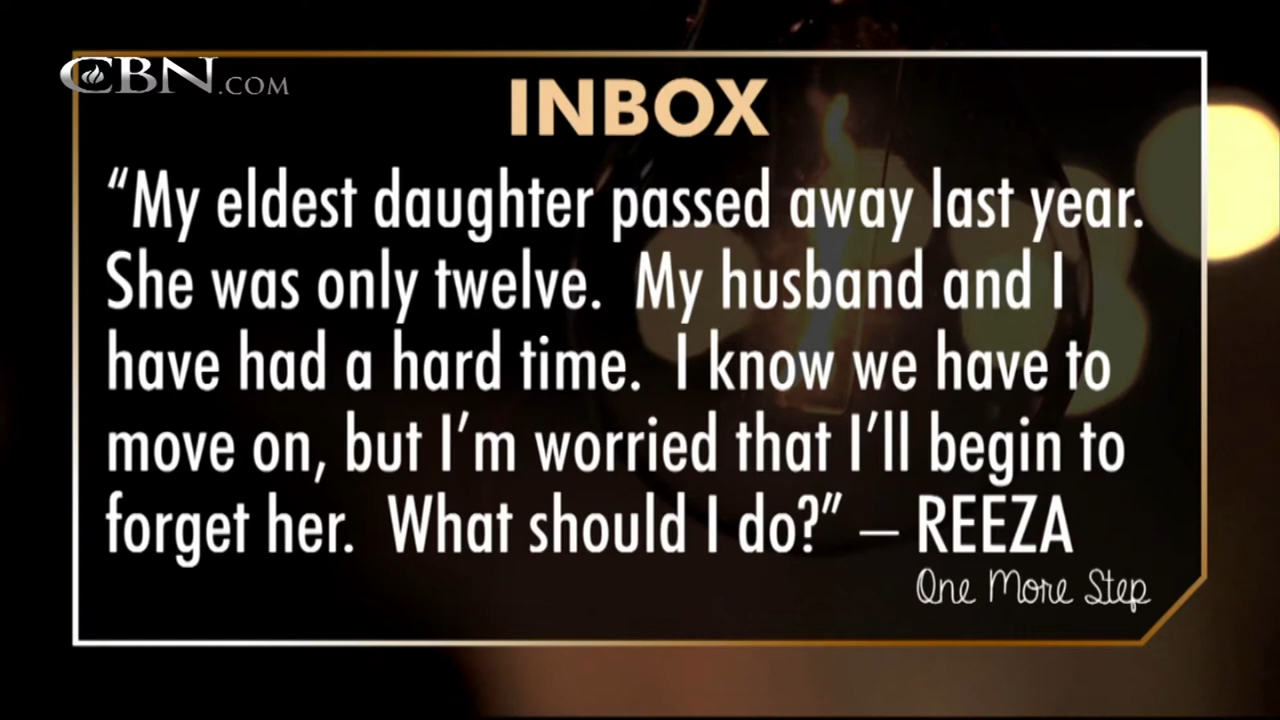 CBN.COM
INBOX
“My eldest daughter passed away last year.
She was only twelve.  My husband and I
have had a hard time.  I know we have to
move on, but I’m worried that I’ll begin to
forget her.  What should I do?” – REEZA
One More Step